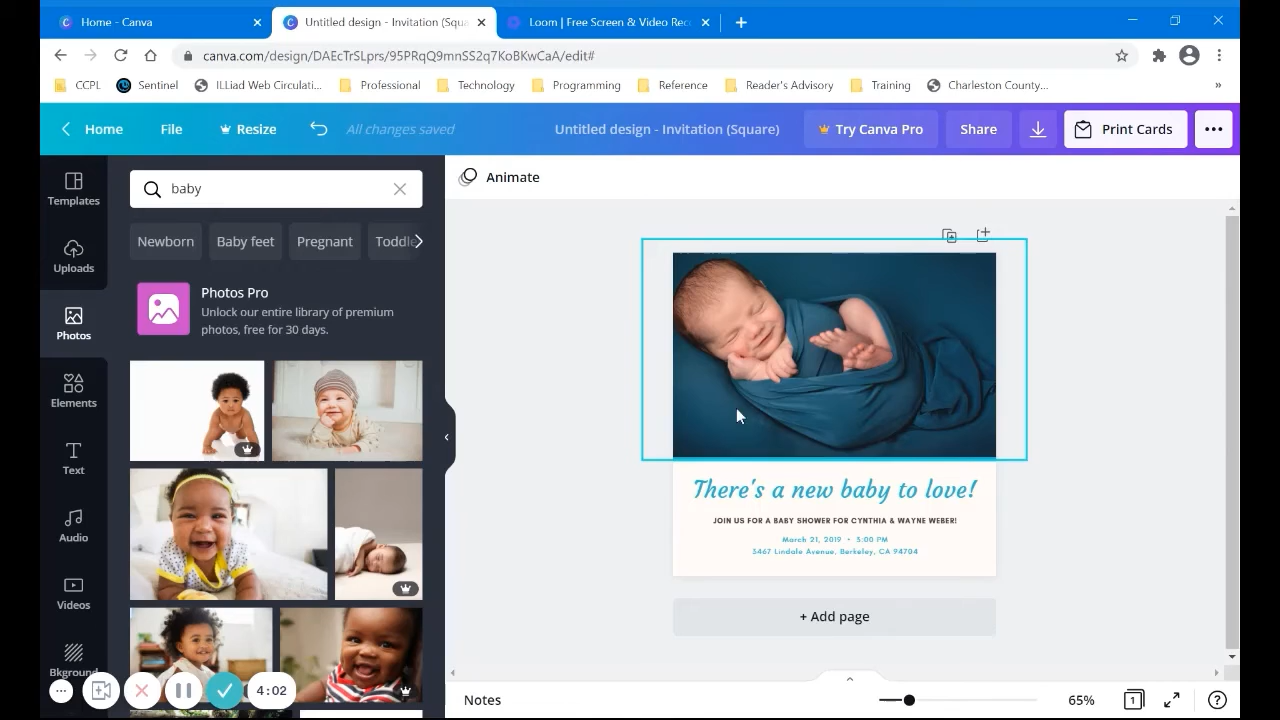 Home - Canva
Untitled design - Invitation (Squa
Loom | Free Screen & Video Rec
canva.com/design/DAEcTrSLprs/95PRqQ9mnSS2q7KoBKwCaA/edit#
CCPL
Sentinel
ILLiad Web Circulati...
Professional
Technology
Programming
Reference
Reader's Advisory
Training
Charleston County...
»
Home
File
Resize
All changes saved
Untitled design - Invitation (Square)
Try Canva Pro
Share
Print Cards
Templates
Uploads
Photos
Elements
Text
Audio
Videos
Bkground
baby
Newborn
Baby feet
Pregnant
Toddle
Photos Pro
Unlock our entire library of premium
photos, free for 30 days.
4:02
Animate
There's a new baby to love!
JOIN US FOR A BABY SHOWER FOR CYNTHIA & WAYNE WEBER!
March 21, 2019 • 3:00 PM
3467 Lindale Avenue, Berkeley, CA 94704
+ Add page
Notes
65%
1